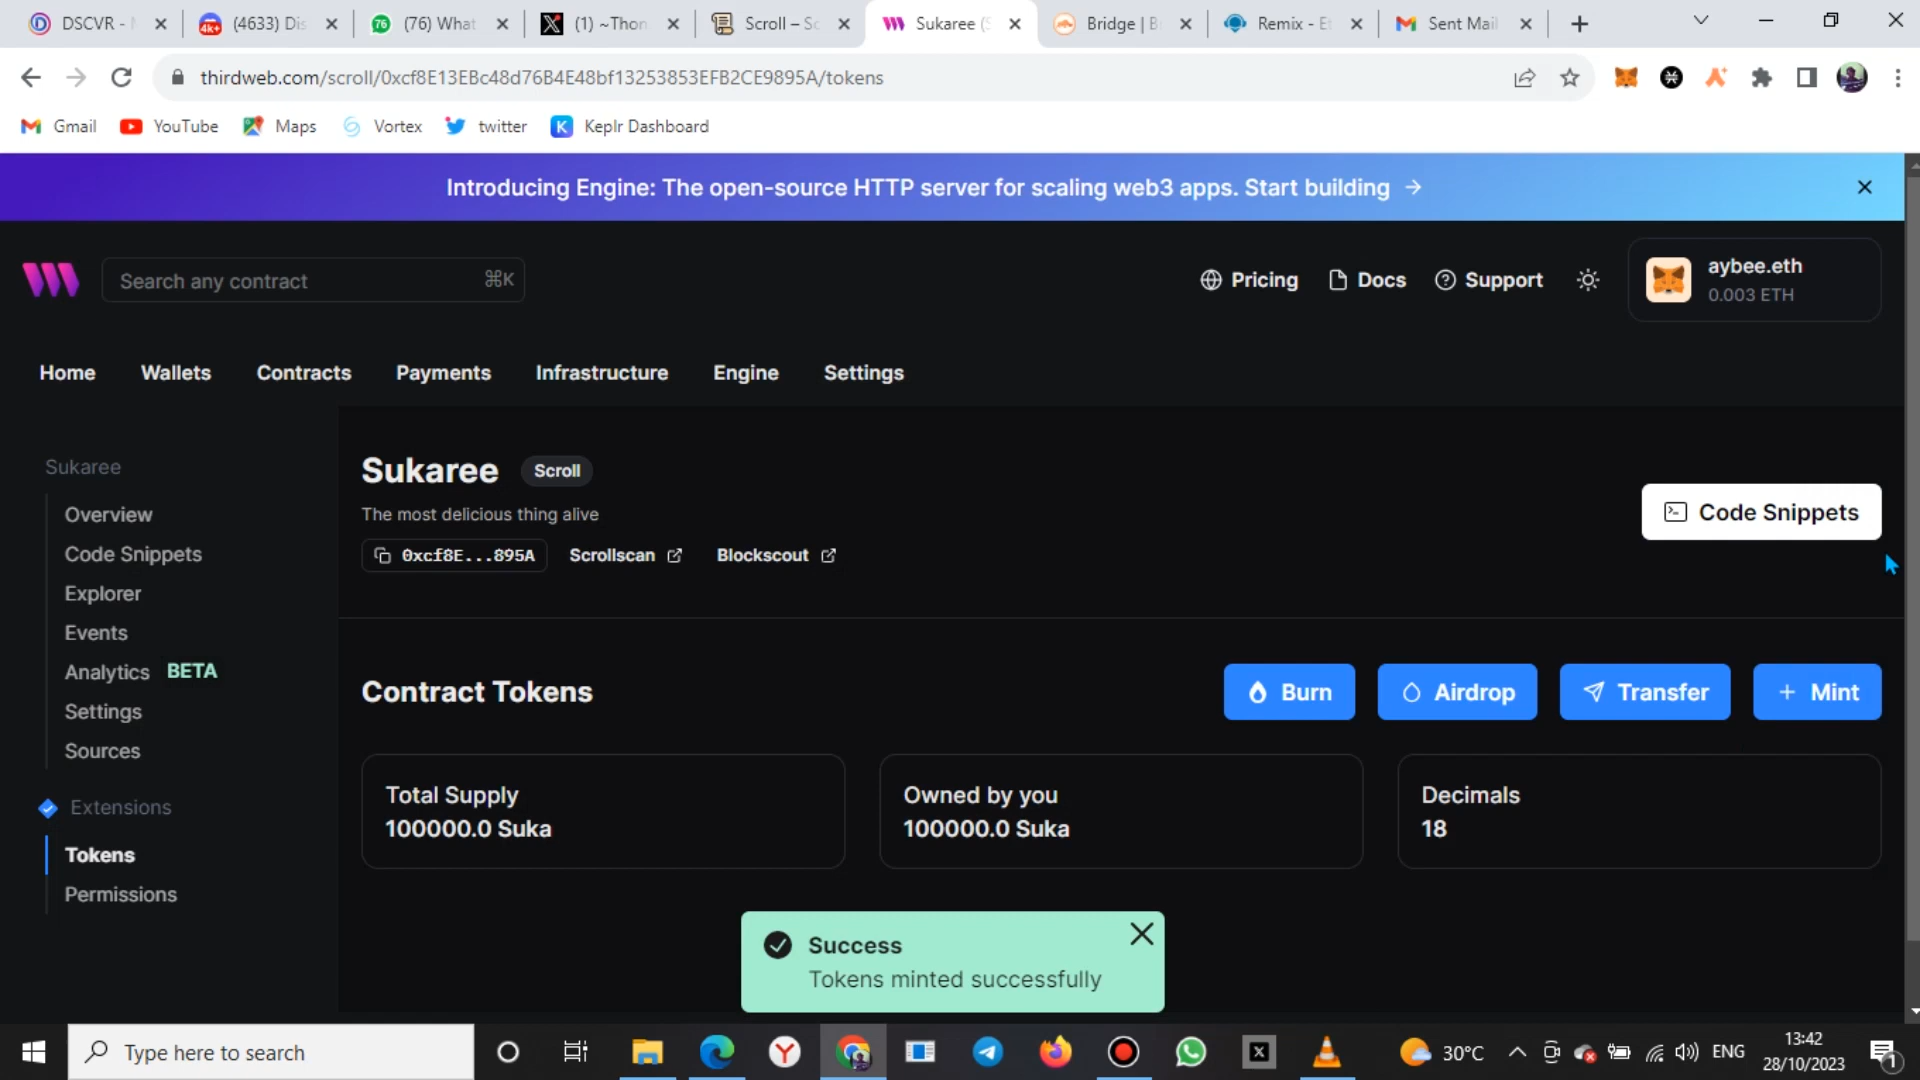 DSCVR -
(4633) Dis
(76) What
(1) ~Thon
Scroll – Sc
Sukaree (S
Bridge | B
Remix - Et
Sent Mail
thirdweb.com/scroll/0xcf8E13EBc48d76B4E48bf13253853EFB2CE9895A/tokens
Gmail
YouTube
Maps
Vortex
twitter
Keplr Dashboard
Introducing Engine: The open-source HTTP server for scaling web3 apps. Start building →
Search any contract
⌘K
Pricing
Docs
Support
aybee.eth
0.003 ETH
Home
Wallets
Contracts
Payments
Infrastructure
Engine
Settings
Sukaree
Overview
Code Snippets
Explorer
Events
Analytics BETA
Settings
Sources
Extensions
Tokens
Permissions
Sukaree
Scroll
The most delicious thing alive
0xcf8E...895A
Scrollscan
Blockscout
Code Snippets
Contract Tokens
Burn
Airdrop
Transfer
+ Mint
Total Supply
100000.0 Suka
Owned by you
100000.0 Suka
Decimals
18
Success
Tokens minted successfully
Type here to search
30°C
ENG
13:42
28/10/2023
1